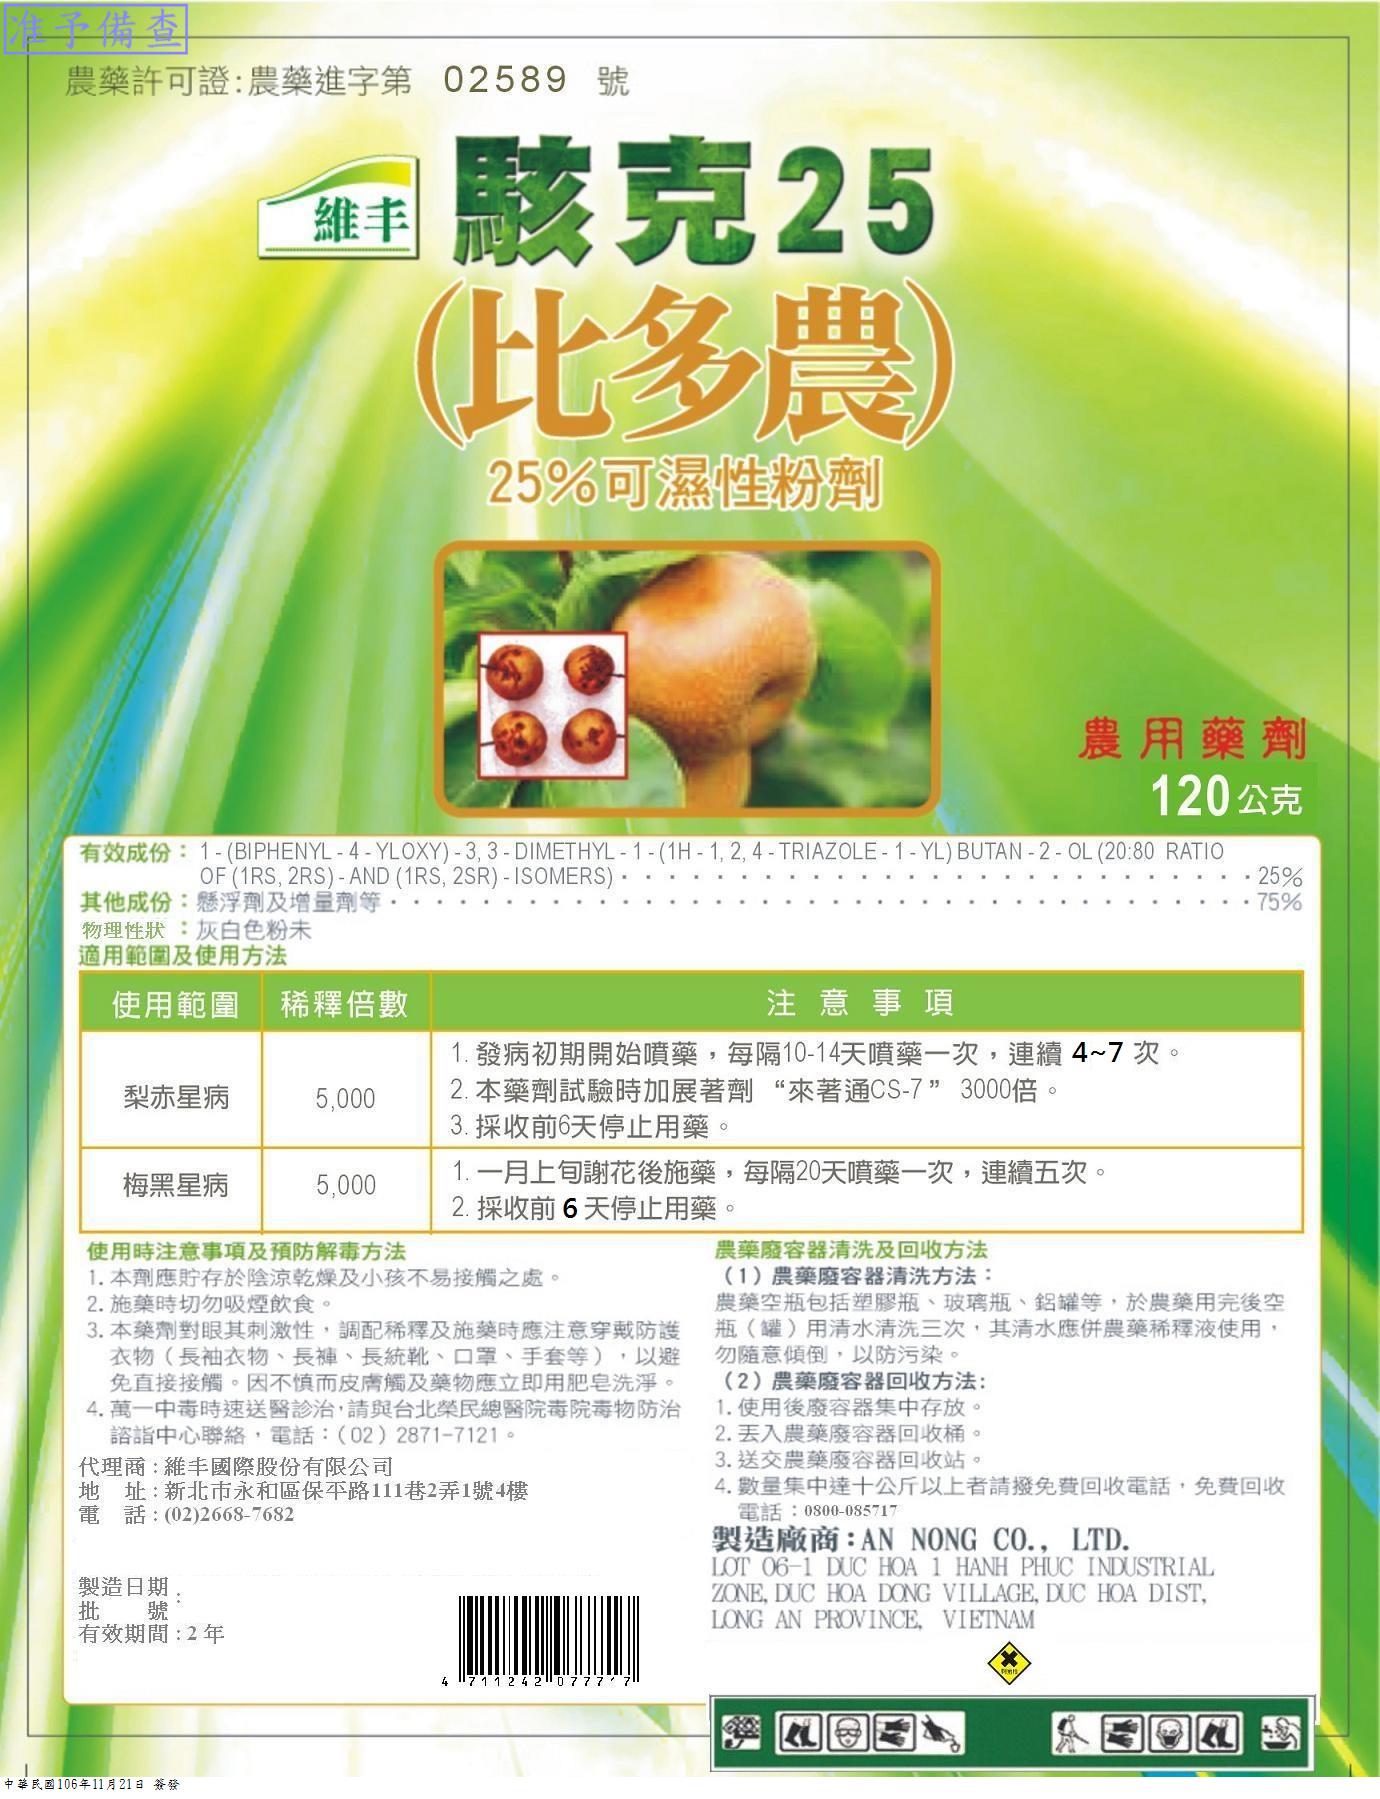 准予備查
農藥許可證:農藥進字第 02589 號
維丰
駭克25
(比多農)
25%可濕性粉劑
農用藥劑
120公克
有效成份：1-(BIPHENYL-4-YLOXY)-3,3-DIMETHYL-1-(1H-1,2,4-TRIAZOLE-1-YL)BUTAN-2-OL(20:80 RATIO
OF (1RS, 2RS)-AND (1RS, 2SR)-ISOMERS)‧‧‧‧‧‧‧‧‧‧‧‧‧‧‧‧‧‧25%
其他成份：懸浮劑及增量劑等‧‧‧‧‧‧‧‧‧‧‧‧‧‧‧‧‧‧‧‧‧‧‧‧75%
物理性狀：灰白色粉末
適用範圍及使用方法
使用範圍 稀釋倍數 注意事項
梨赤星病 5,000
1. 發病初期開始噴藥，每隔10-14天噴藥一次，連續 4~7 次。
2. 本藥劑試驗時加展著劑 “來著通CS-7” 3000倍。
3. 採收前6天停止用藥。
梅黑星病 5,000
1. 一月上旬謝花後施藥，每隔20天噴藥一次，連續五次。
2. 採收前 6 天停止用藥。
使用時注意事項及預防解毒方法
1. 本劑應貯存於陰涼乾燥及小孩不易接觸之處。
2. 施藥時切勿吸煙飲食。
3. 本藥劑對眼其刺激性，調配稀釋及施藥時應注意穿戴防護
衣物（長袖衣物、長褲、長統靴、口罩、手套等），以避
免直接接觸。因不慎而皮膚觸及藥物應立即用肥皂洗淨。
4. 萬一中毒時速送醫診治，請與台北榮民總醫院毒院毒物防治
諮詣中心聯絡，電話：（02）2871-7121。
代理商：維丰國際股份有限公司
地　址：新北市永和區保平路111巷2弄1號4樓
電　話：(02)2668-7682
製造日期：
批　　號
有效期間：2 年
4 711242 077717
農藥廢容器清洗及回收方法
（1）農藥廢容器清洗方法：
農藥空瓶包括塑膠瓶、玻璃瓶、鋁罐等，於農藥用完後空
瓶（罐）用清水清洗三次，其清水應併農藥稀釋液使用，
勿隨意傾倒，以防污染。
（2）農藥廢容器回收方法:
1. 使用後廢容器集中存放。
2. 丟入農藥廢容器回收桶。
3. 送交農藥廢容器回收站。
4. 數量集中達十公斤以上者請撥免費回收電話，免費回收
電話：0800-085717
製造廠商：AN NONG CO., LTD.
LOT 06-1 DUC HOA 1 HANH PHUC INDUSTRIAL
ZONE, DUC HOA DONG VILLAGE, DUC HOA DIST,
LONG AN PROVINCE, VIETNAM
刺激性
中華民國106年11月21日 簽發